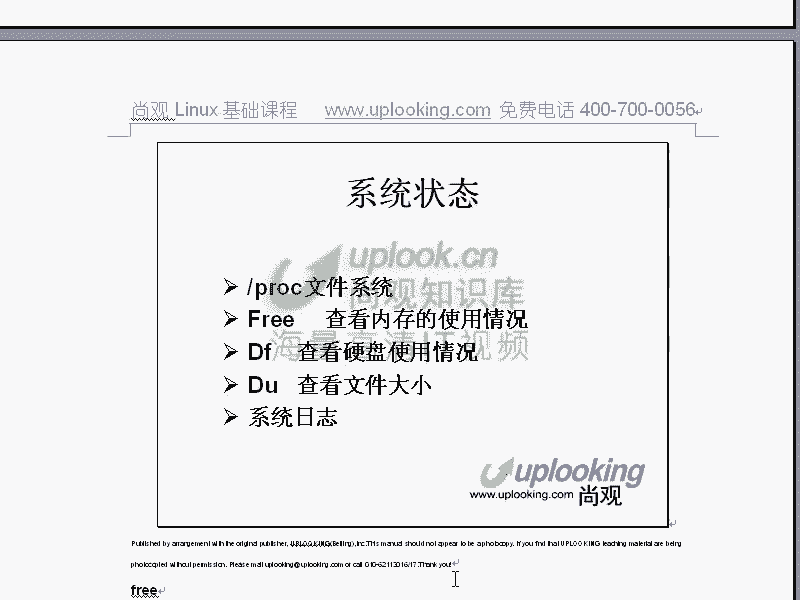 尚观 Linux 基础课程 www.uplooking.com 免费电话 400-700-0056
系统状态
uplook.cn
尚观知识库
海量高清IT视频
/proc文件系统
Free 查看内存的使用情况
Df 查看硬盘使用情况
Du 查看文件大小
系统日志
uplooking
www.uplooking.com 尚观
Published by arrangement with the original publisher, UPLOOKING(Beijing),Inc.This manual should not appear to be a photocopy. If you find that UPLOOKING teaching material are being
photocopied without permission. Please mail uplooking@uplooking.com or call 010-62113016/17.Thank you!
free